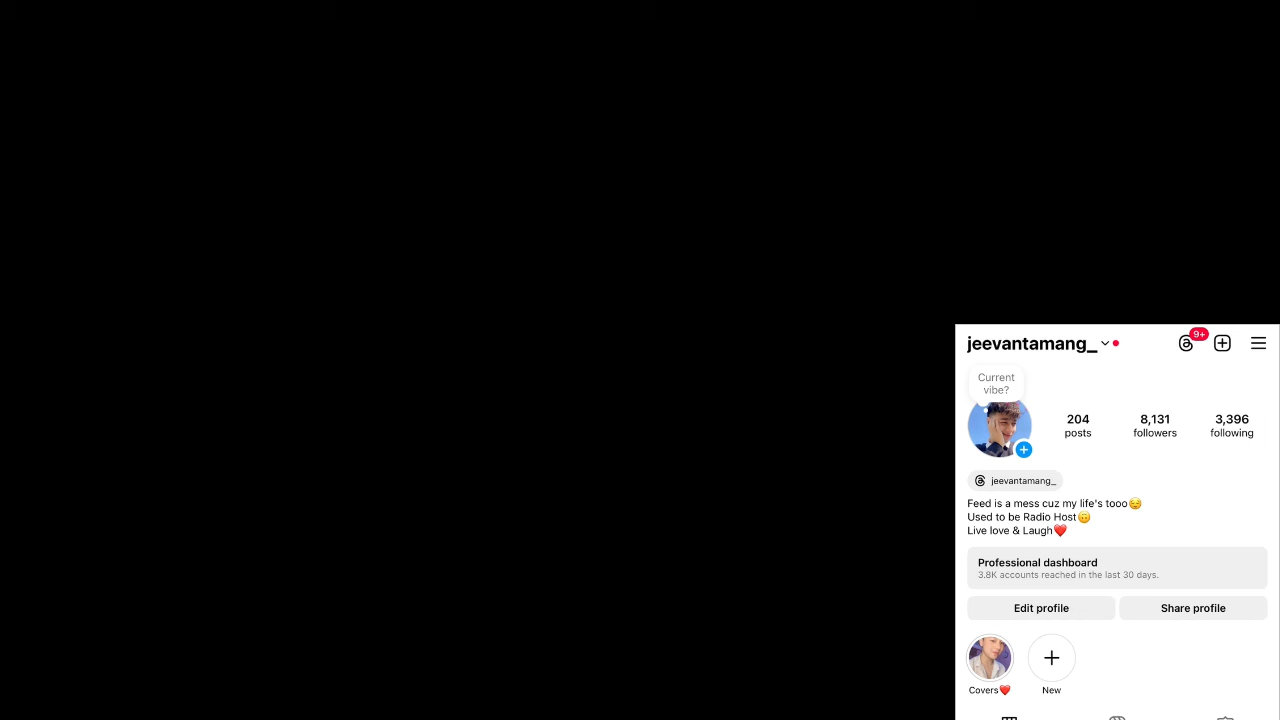 jeevantamang_
9+
Current
vibe?
204
posts
8,131
followers
3,396
following
jeevantamang_
Feed is a mess cuz my life's tooo😌
Used to be Radio Host🙃
Live love & Laugh❤️
Professional dashboard
3.8K accounts reached in the last 30 days.
Edit profile
Share profile
Covers❤️
New